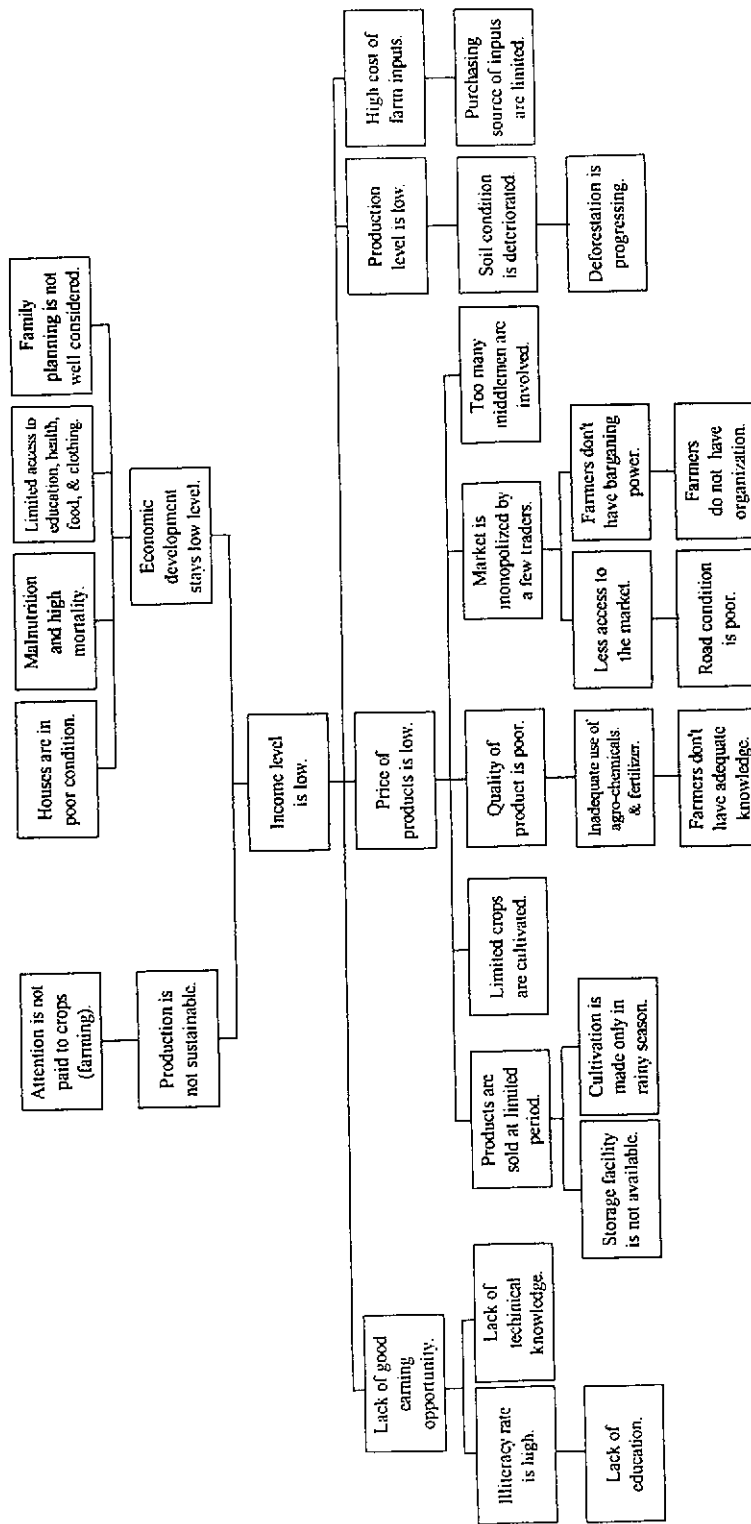 Attention is not
paid to crops
(farming).
Houses are in
poor condition.
Malnutrition
and high
mortality.
Limited access to
education, health,
food, & clothing.
Family
planning is not
well considered.
Production is
not sustainable.
Economic
development
stays low level.
Income level
is low.
Lack of good
earning
opportunity.
Price of
products is low.
Production
level is low.
High cost of
farm inputs.
Illiteracy rate
is high.
Lack of
techinical
knowledge.
Products are
sold at limited
period.
Limited crops
are cultivated.
Quality of
product is poor.
Market is
monopolized by
a few traders.
Too many
middlemen are
involved.
Soil condition
is deteriorated.
Purchasing
source of inputs
are limited.
Lack of
education.
Storage facility
is not available.
Cultivation is
made only in
rainy season.
Inadequate use of
agro-chemicals.
& fertilizer.
Less access to
the market.
Farmers don't
have barganing
power.
Deforestation is
progressing.
Farmers don't
have adequate
knowledge.
Road condition
is poor.
Farmers
do not have
organization.